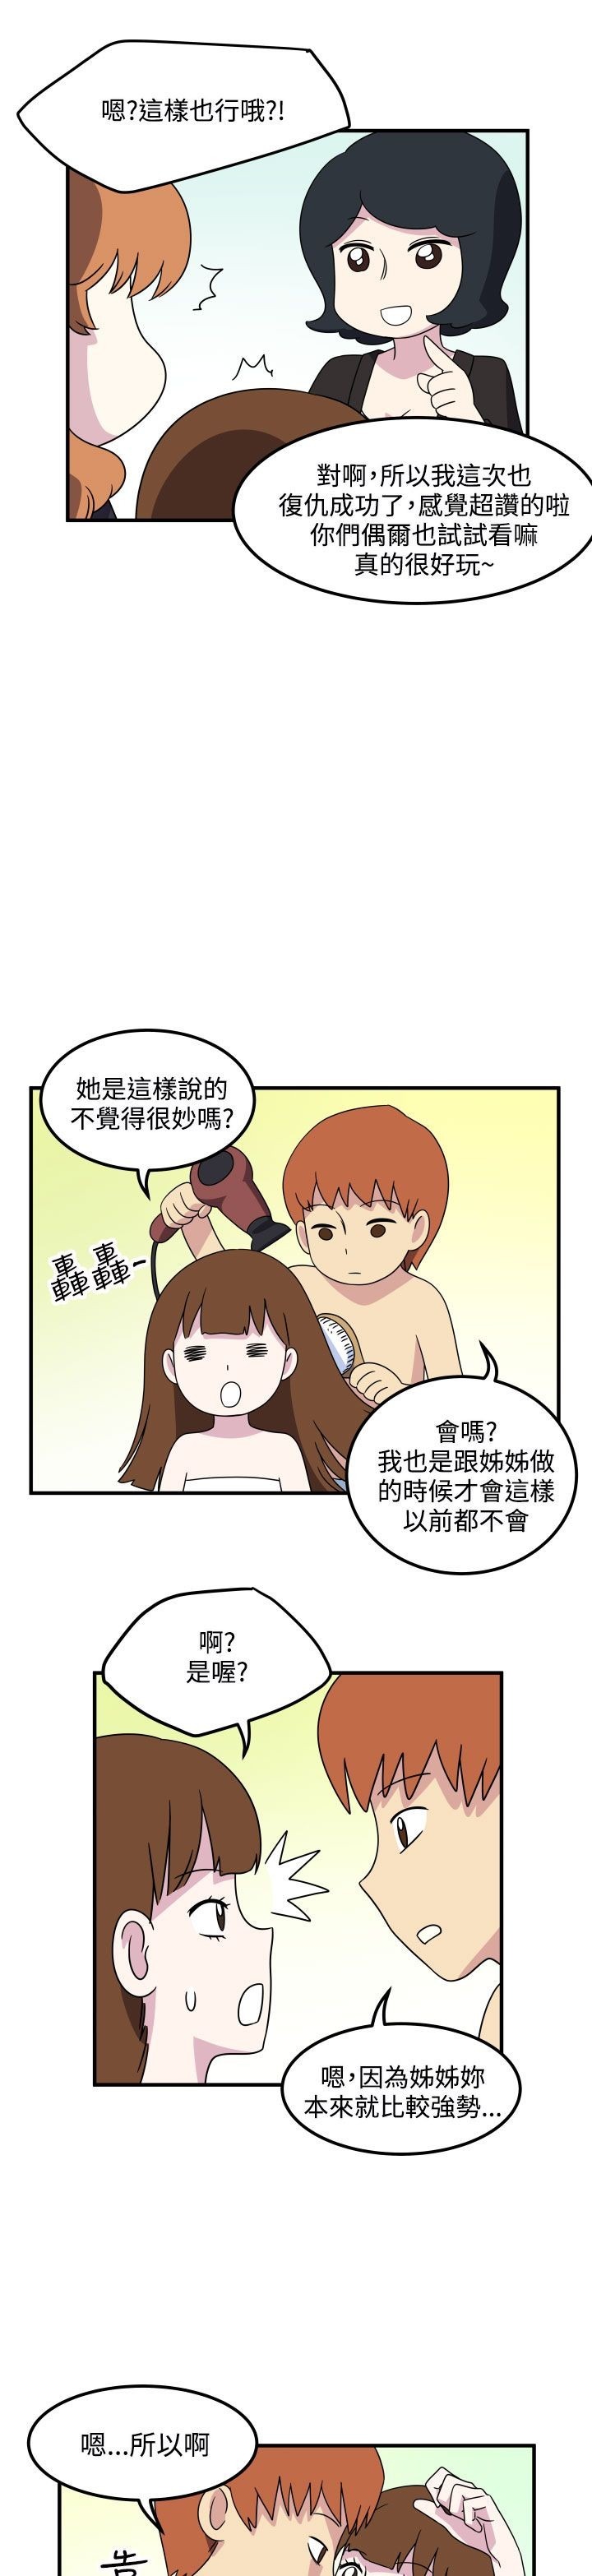 嗯?這樣也行哦?!
對啊,所以我這次也
復仇成功了,感覺超讚的啦
你們偶爾也試試看嘛
真的很好玩~
她是這樣說的
不覺得很妙嗎?
轟轟~
會嗎?
我也是跟姊姊做
的時候才會這樣
以前都不會
啊?
是喔?
嗯,因為姊姊妳
本來就比較強勢...
嗯...所以啊